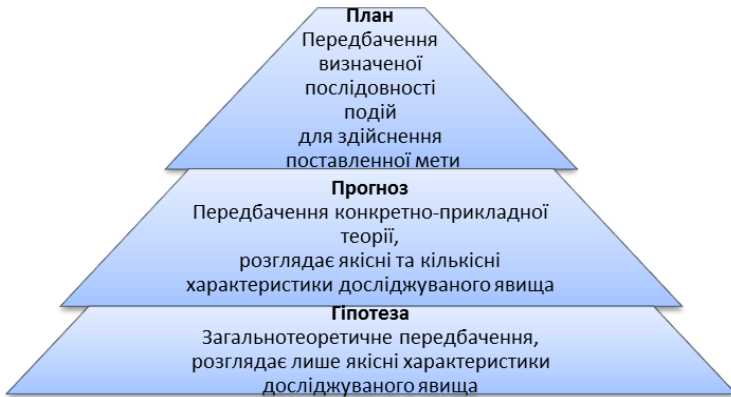 План
Передбачення
визначеної
послідовності
подій
для здійснення
поставленної мети
Прогноз
Передбачення конкретно-прикладної
теорії,
розглядає якісні та кількісні
характеристики досліджуваного явища
Гіпотеза
Загальнотеоретичне передбачення,
розглядає лише якісні характеристики
досліджуваного явища